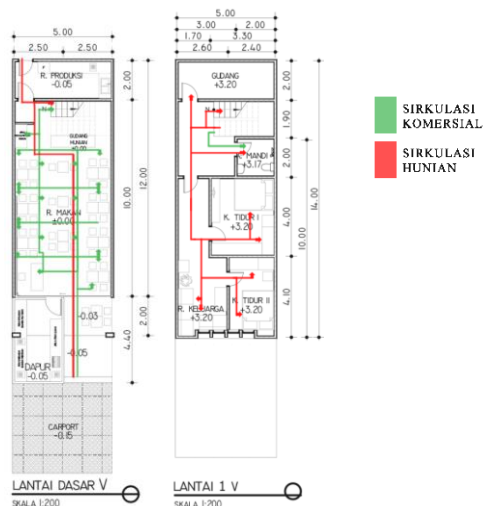 5.00
2.50 2.50
R. PRODUKSI
-0.05
2.00
GUDANG
HUNIAN
±0.00
R. MAKAN
±0.00
10.00
12.00
-0.03
-0.05
2.00
4.40
DAPUR
-0.05
CARPORT
-0.15
LANTAI DASAR V
SKALA 1:200
5.00
3.00 2.00
1.70 3.30
2.60 2.40
GUDANG
+3.20
2.00
1.90
K. MANDI
+3.17
2.00
K. TIDUR I
+3.20
4.00
10.00
14.00
R. KELUARGA
+3.20
K. TIDUR II
+3.20
4.10
LANTAI 1 V
SKALA 1:200
SIRKULASI
KOMERSIAL
SIRKULASI
HUNIAN